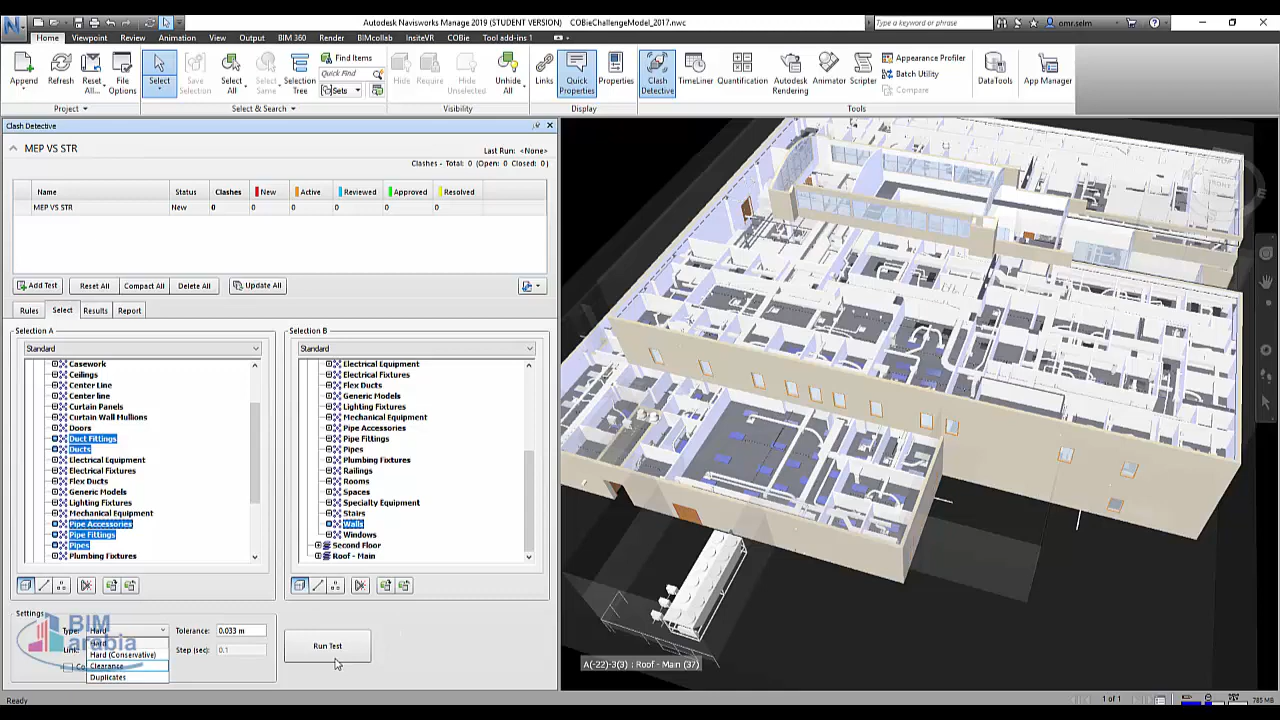 Autodesk Navisworks Manage 2019 (STUDENT VERSION) COBieChallengeModel_2017.nwc
Type a keyword or phrase
omr.selm
Home Viewpoint Review Animation View Output BIM 360 Render BIMcollab InsiteVR COBie Tool add-ins 1
Append
Refresh
Reset All...
File Options
Project
Select
Save Selection
Select All
Select Same
Selection Tree
Find Items
Quick Find
Sets
Select & Search
Hide
Require
Hide Unselected
Unhide All
Visibility
Links
Quick Properties
Properties
Display
Clash Detective
TimeLiner
Quantification
Autodesk Rendering
Animator
Scripter
Appearance Profiler
Batch Utility
Compare
Tools
DataTools
App Manager
Clash Detective
MEP VS STR
Last Run: <None>
Clashes - Total: 0 (Open: 0 Closed: 0)
Name Status Clashes New Active Reviewed Approved Resolved
MEP VS STR New 0 0 0 0 0 0
Add Test Reset All Compact All Delete All Update All
Rules Select Results Report
Selection A
Standard
Casework
Ceilings
Center Line
Center line
Curtain Panels
Curtain Wall Mullions
Doors
Duct Fittings
Ducts
Electrical Equipment
Electrical Fixtures
Flex Ducts
Generic Models
Lighting Fixtures
Mechanical Equipment
Pipe Accessories
Pipe Fittings
Pipes
Plumbing Fixtures
Selection B
Standard
Electrical Equipment
Electrical Fixtures
Flex Ducts
Generic Models
Lighting Fixtures
Mechanical Equipment
Pipe Accessories
Pipe Fittings
Pipes
Plumbing Fixtures
Railings
Rooms
Spaces
Specialty Equipment
Stairs
Walls
Windows
Second Floor
Roof - Main
Settings
Type: Hard Tolerance: 0.033 m
Link: Step (sec): 0.1
Hard (Conservative)
Clearance
Duplicates
Run Test
BIM
arabia
A(-22)-3(3) : Roof - Main (37)
Ready
1 of 1
785 MB